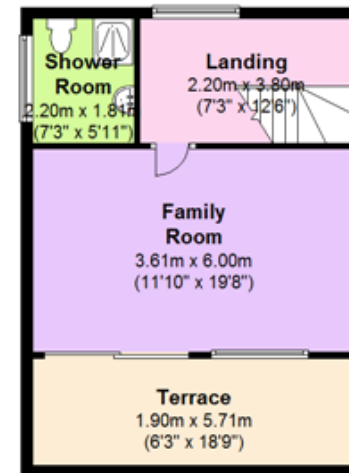 Shower
Room
2.20m x 1.81m
(7'3" x 5'11")
Landing
2.20m x 3.80m
(7'3" x 12'6")
Family
Room
3.61m x 6.00m
(11'10" x 19'8")
Terrace
1.90m x 5.71m
(6'3" x 18'9")